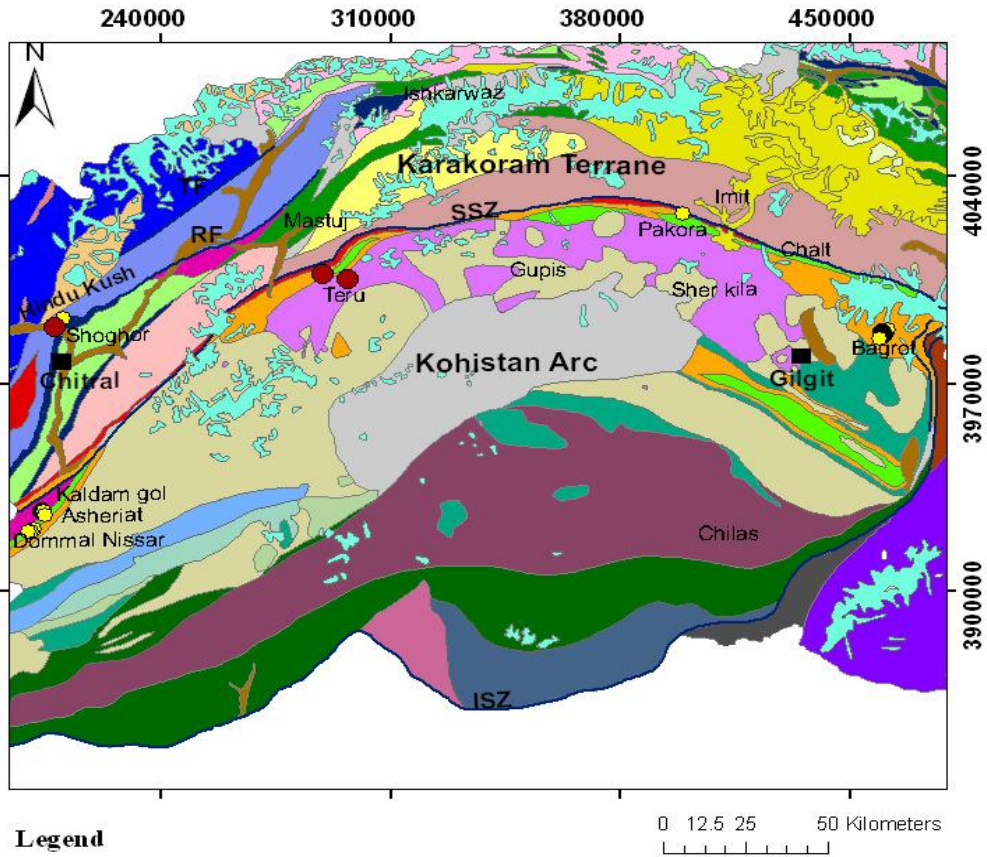 240000 310000 380000 450000
N
Ishkarwaz
Karakoram Terrane
TF
4040000
Imit
SSZ
Mastuj
RF
Pakora
Chalt
Gupis
Hindu Kush
Teru
Sher kila
Shoghor
Bagrot
Kohistan Arc
Chitral
Gilgit
3970000
Kaldam gol
Asheriat
Dommal Nissar
Chilas
3900000
ISZ
Legend
0 12.5 25 50 Kilometers